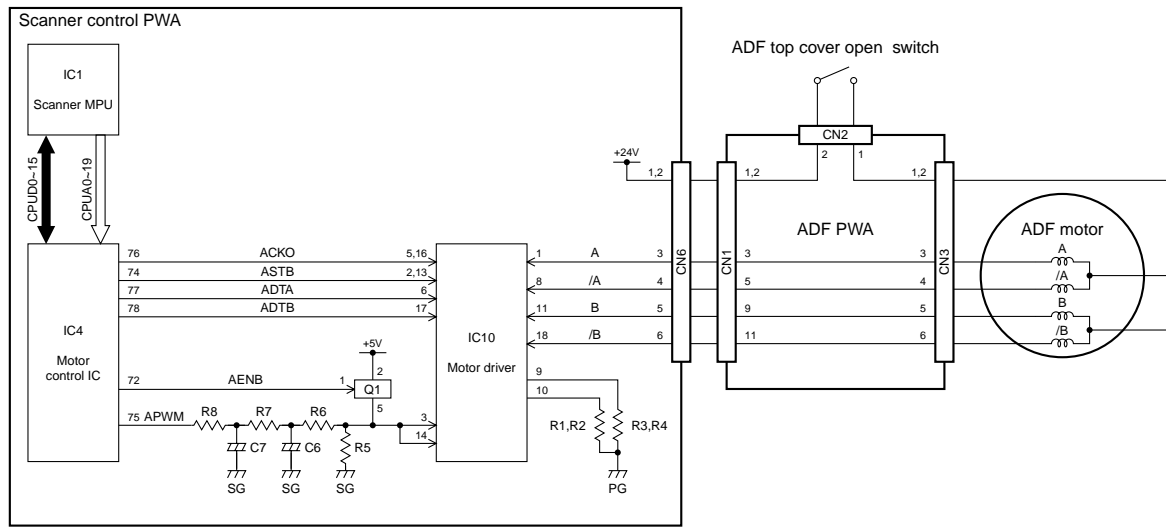 Scanner control PWA
IC1
Scanner MPU
CPUD0~15
CPUA0~19
ADF top cover open switch
CN2
2 1
+24V
1,2 1,2 1,2
76 ACKO 5,16
74 ASTB 2,13
77 ADTA 6
78 ADTB 17
IC4
Motor
control IC
72 AENB 1
+5V
2
Q1
5
75 APWM R8 R7 R6 3
14
C7 C6 R5
SG SG SG
IC10
Motor driver
1 A 3
8 /A 4
11 B 5
18 /B 6
9
10
R1,R2 R3,R4
PG
CN6
CN1
ADF PWA
3 3
5 4
9 5
11 6
CN3
ADF motor
A
/A
B
/B